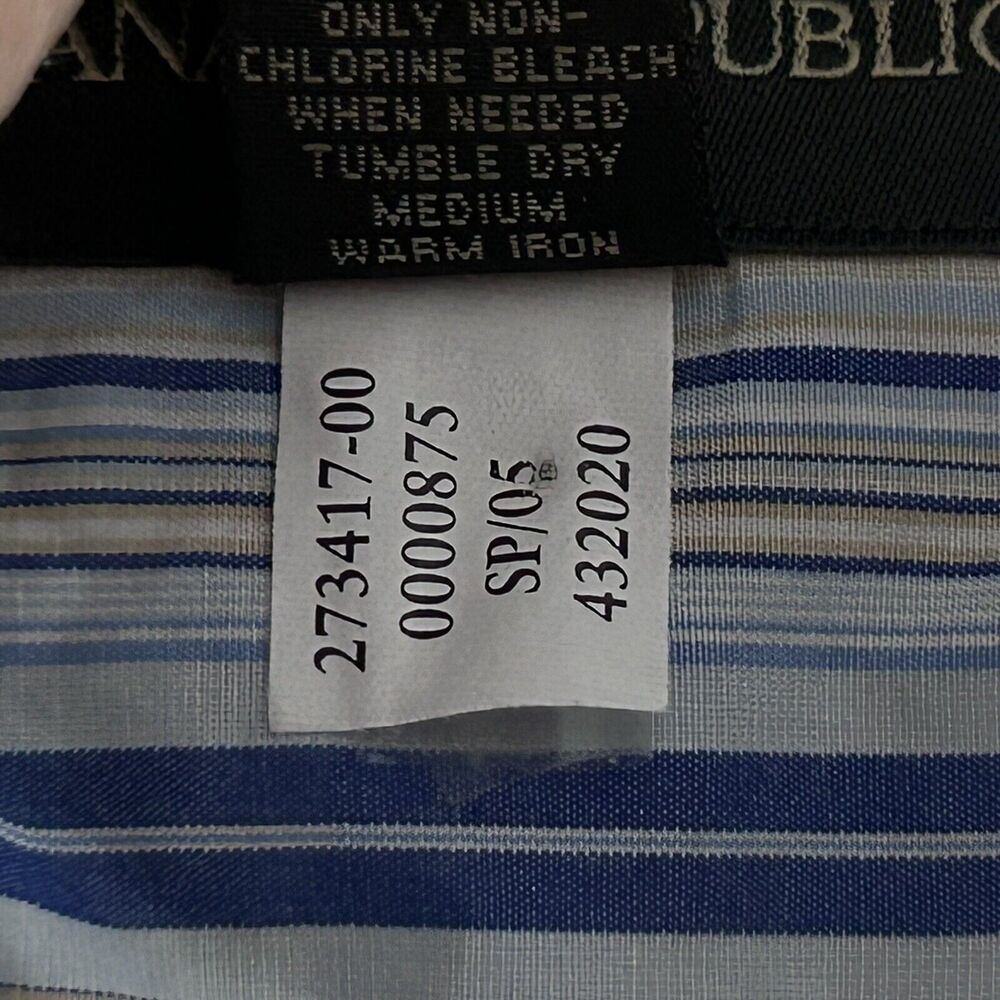 ONLY NON-
CHLORINE BLEACH
WHEN NEEDED
TUMBLE DRY
MEDIUM
WARM IRON
273417-00
0000875
SP/05
432020